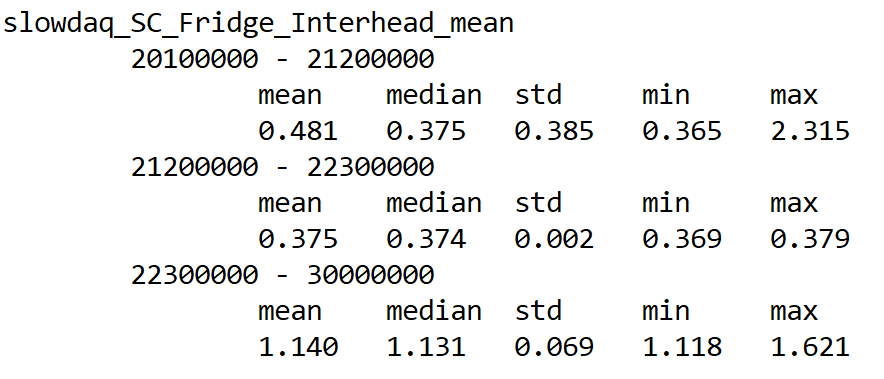 slowdaq_SC_Fridge_Interhead_mean
20100000 - 21200000
mean median std min max
0.481 0.375 0.385 0.365 2.315
21200000 - 22300000
mean median std min max
0.375 0.374 0.002 0.369 0.379
22300000 - 30000000
mean median std min max
1.140 1.131 0.069 1.118 1.621